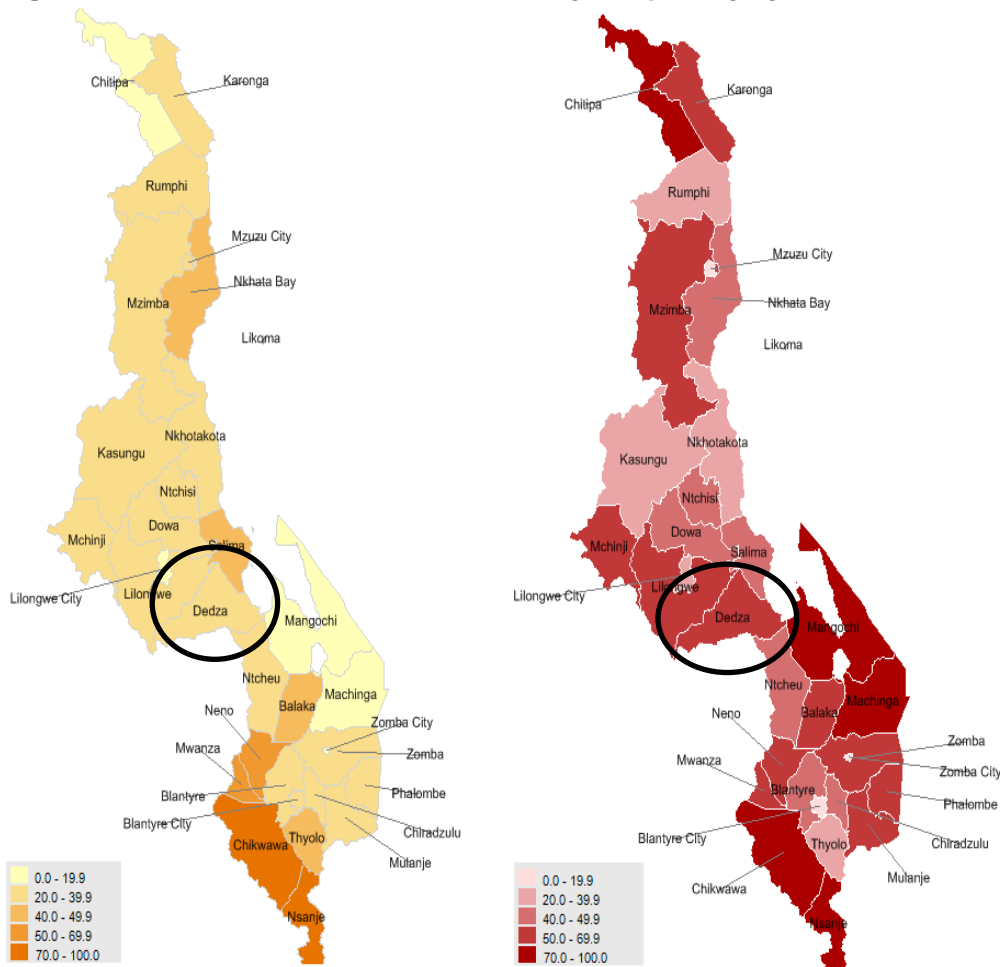 Chitipa
Karonga
Rumphi
Mzuzu City
Nkhata Bay
Mzimba
Likoma
Nkhotakota
Kasungu
Ntchisi
Dowa
Mchinji
Salima
Lilongwe City
Lilongwe
Dedza
Mangochi
Ntcheu
Machinga
Balaka
Neno
Zomba City
Mwanza
Zomba
Blantyre
Phalombe
Blantyre City
Chiradzulu
Chikwawa
Thyolo
Mulanje
Nsanje
0.0 - 19.9
20.0 - 39.9
40.0 - 49.9
50.0 - 69.9
70.0 - 100.0
Karonga
Chitipa
Rumphi
Mzuzu City
Nkhata Bay
Mzimba
Likoma
Nkhotakota
Kasungu
Ntchisi
Dowa
Mchinji
Salima
Lilongwe
Lilongwe City
Dedza
Mangochi
Ntcheu
Machinga
Neno
Balaka
Zomba
Mwanza
Zomba City
Blantyre
Phalombe
Blantyre City
Chiradzulu
Thyolo
Mulanje
Chikwawa
Nsanje
0.0 - 19.9
20.0 - 39.9
40.0 - 49.9
50.0 - 69.9
70.0 - 100.0